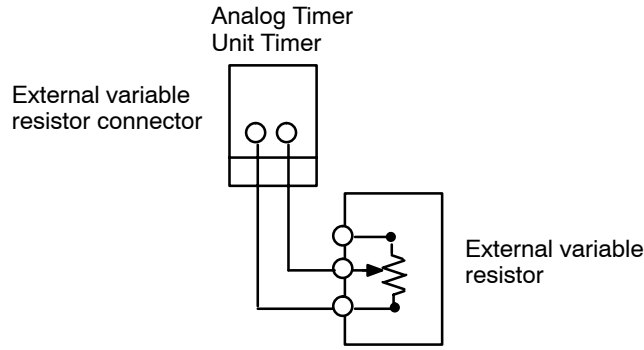 Analog Timer
Unit Timer
External variable
resistor connector
External variable
resistor